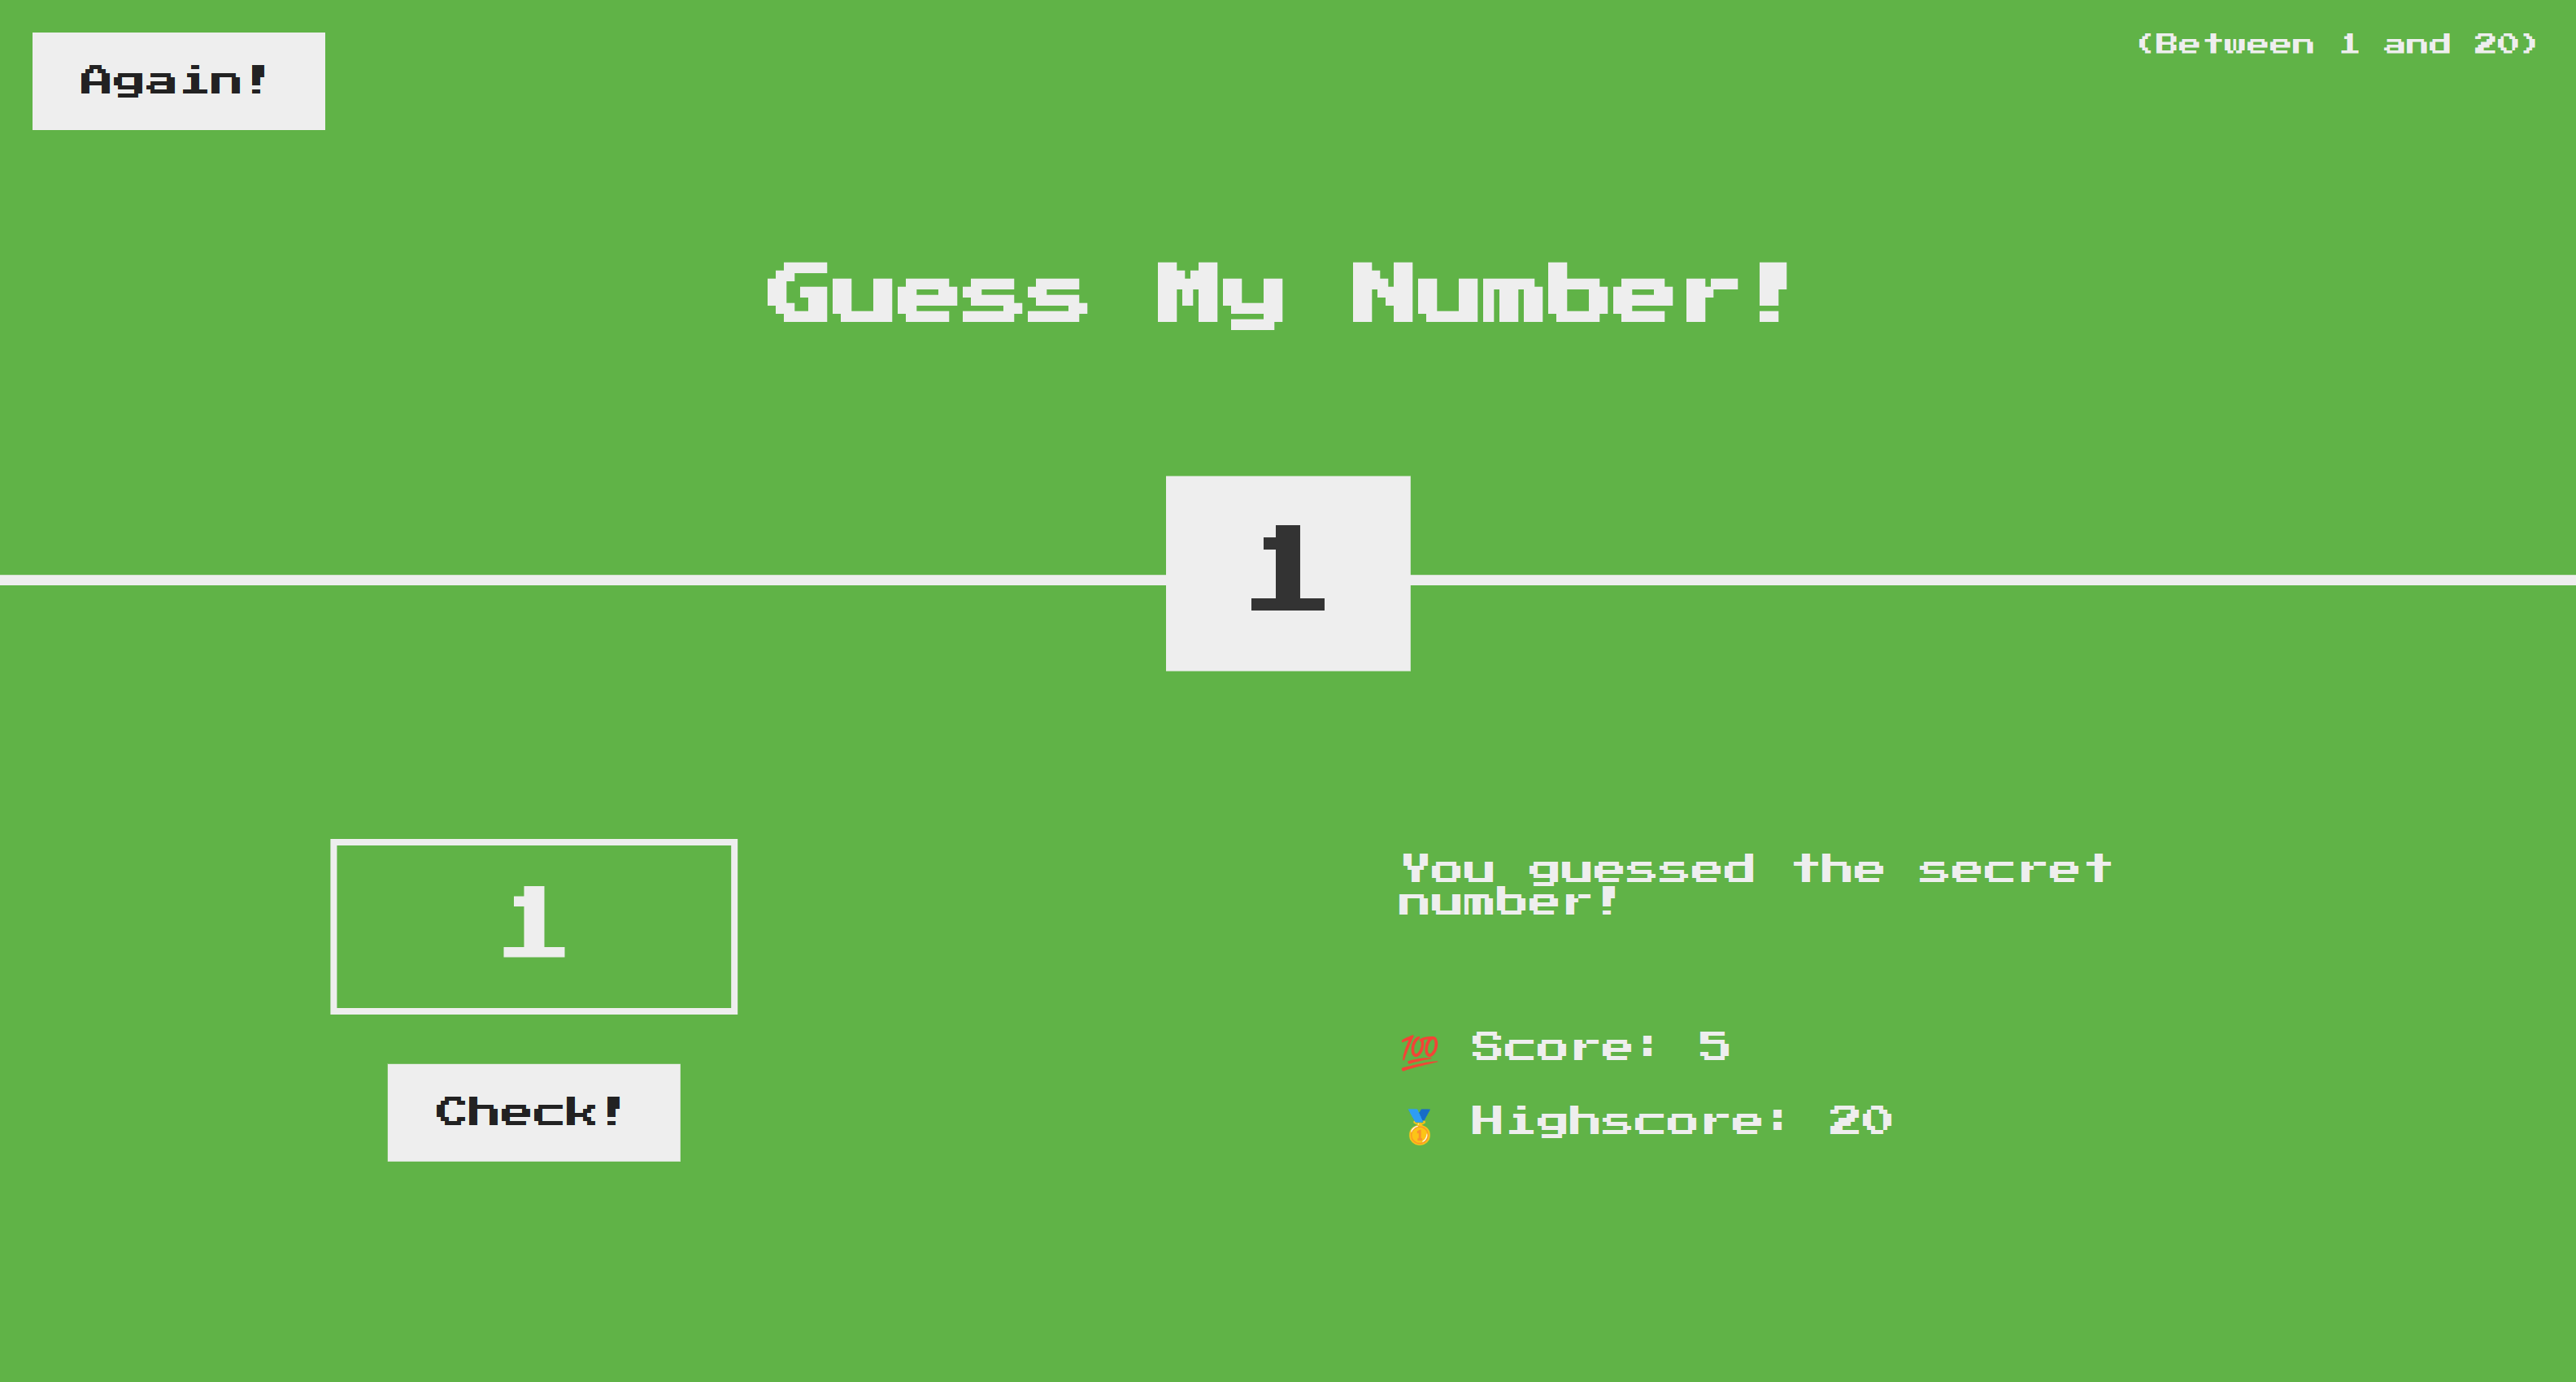 Again!
(Between 1 and 20)
Guess My Number!
1
1
Check!
You guessed the secret
number!
💯 Score: 5
🥇 Highscore: 20